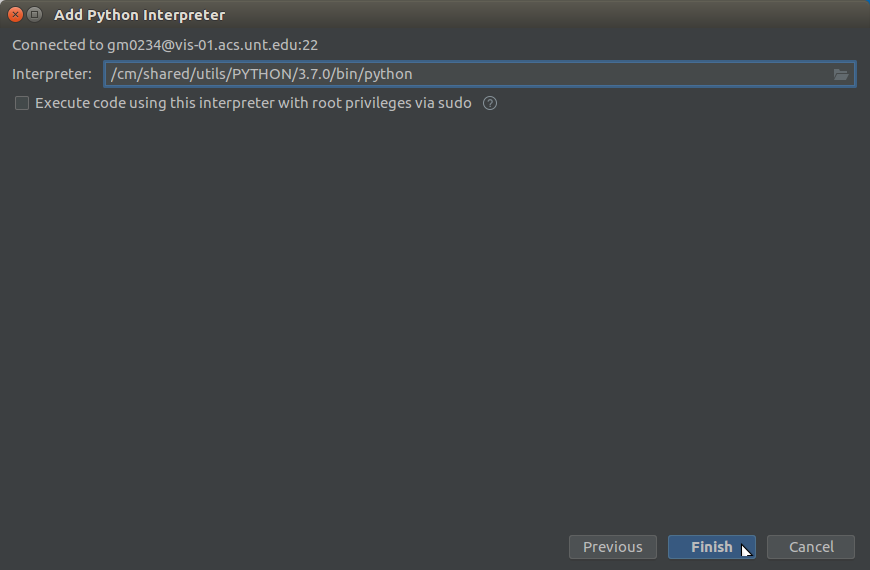 Add Python Interpreter
Connected to gm0234@vis-01.acs.unt.edu:22
Interpreter: /cm/shared/utils/PYTHON/3.7.0/bin/python
Execute code using this interpreter with root privileges via sudo ?
Previous Finish Cancel